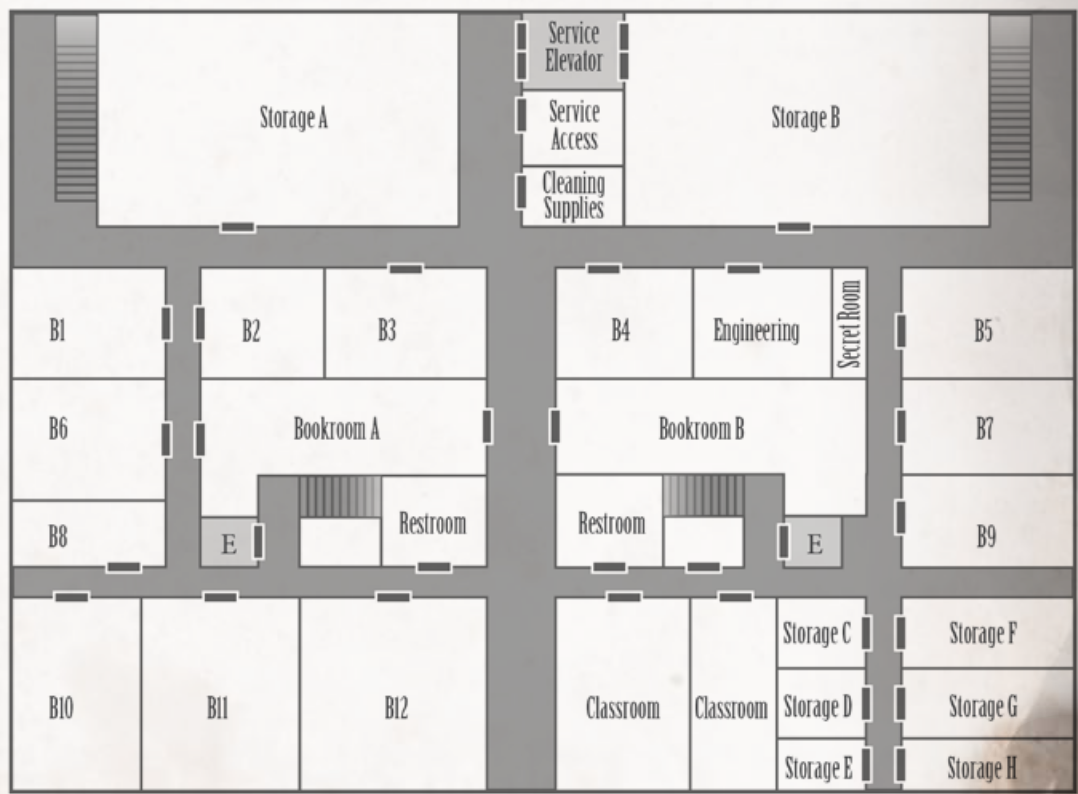 Service
Elevator
Storage A
Service
Access
Storage B
Cleaning
Supplies
B1
B2
B3
B4
Engineering
Secret Room
B5
B6
Bookroom A
Bookroom B
B7
B8
E
Restroom
Restroom
E
B9
B10
B11
B12
Classroom
Classroom
Storage C
Storage F
Storage D
Storage G
Storage E
Storage H